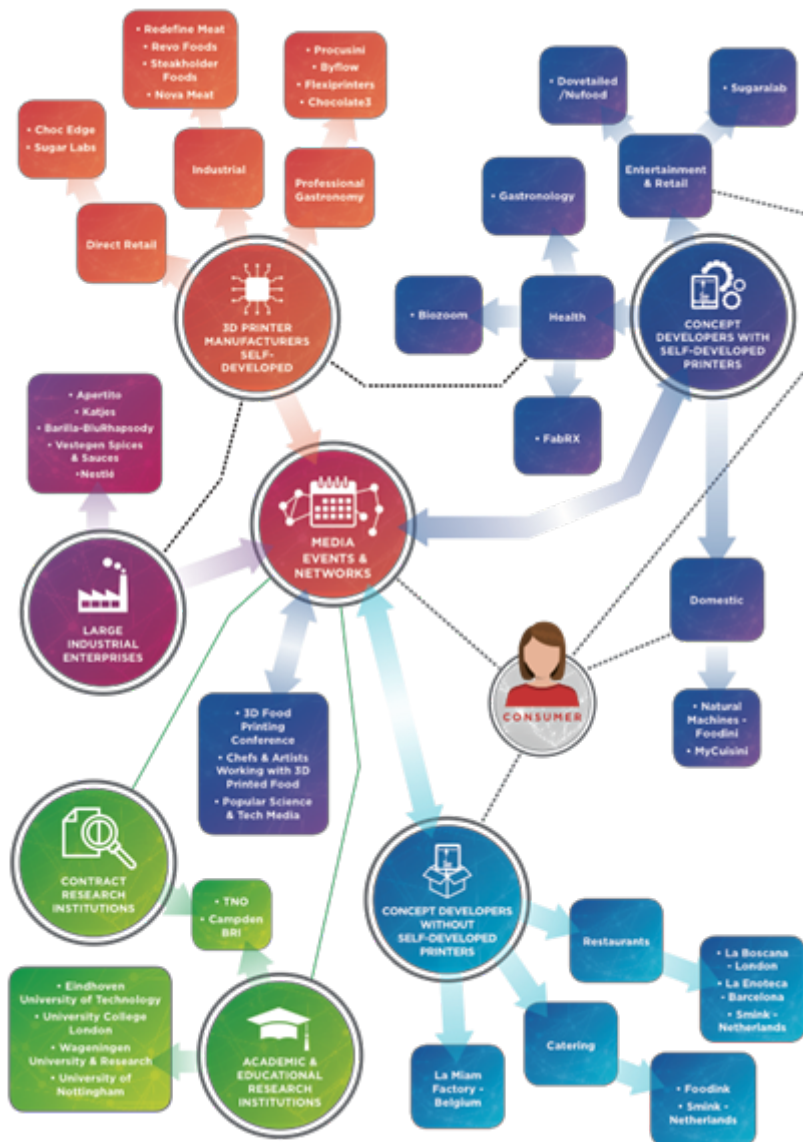 • Redefine Meat
• Revo Foods
• Steakholder
Foods
• Nova Meat
• Procusini
• Byflow
• Flexiprinters
• Chocolate3
• Choc Edge
• Sugar Labs
Industrial
Professional
Gastronomy
Direct Retail
3D PRINTER
MANUFACTURERS
SELF-
DEVELOPED
• Dovetailed
/Nufood
• Sugaralab
Entertainment
& Retail
• Gastronology
• Biozoom
Health
• FabRX
CONCEPT
DEVELOPERS WITH
SELF-DEVELOPED
PRINTERS
• Apertito
• Katjes
• Barilla-BluRhapsody
• Vestegen Spices
& Sauces
• Nestlé
MEDIA
EVENTS &
NETWORKS
LARGE
INDUSTRIAL
ENTERPRISES
Domestic
CONSUMER
• Natural
Machines -
Foodini
• MyCusini
• 3D Food
Printing
Conference
• Chefs & Artists
Working with 3D
Printed Food
• Popular Science
& Tech Media
CONTRACT
RESEARCH
INSTITUTIONS
• TNO
• Campden
BRI
CONCEPT DEVELOPERS
WITHOUT
SELF-DEVELOPED
PRINTERS
Restaurants
• La Boscana -
London
• La Enoteca -
Barcelona
• Smink -
Netherlands
• Eindhoven
University of Technology
• University College
London
• Wageningen
University & Research
• University of
Nottingham
ACADEMIC &
EDUCATIONAL
RESEARCH
INSTITUTIONS
La Miam
Factory -
Belgium
Catering
• Foodink
• Smink -
Netherlands